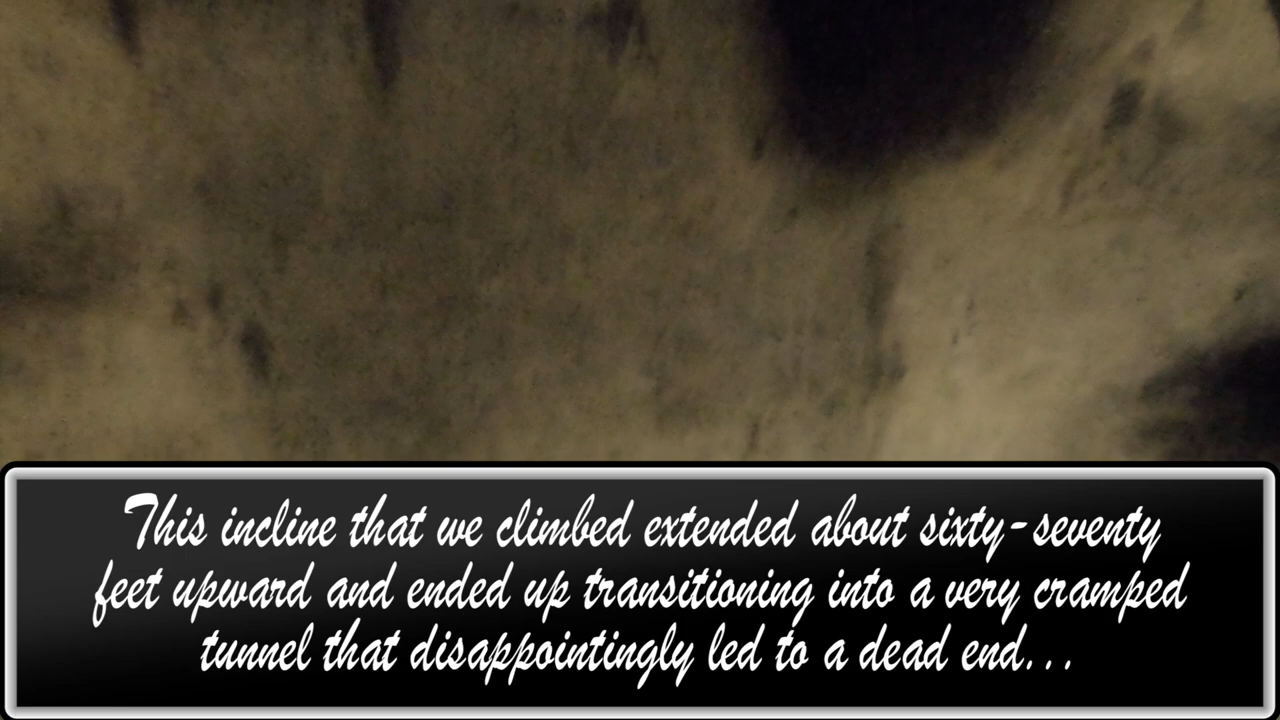 This incline that we climbed extended about sixty-seventy
feet upward and ended up transitioning into a very cramped
tunnel that disappointingly led to a dead end...